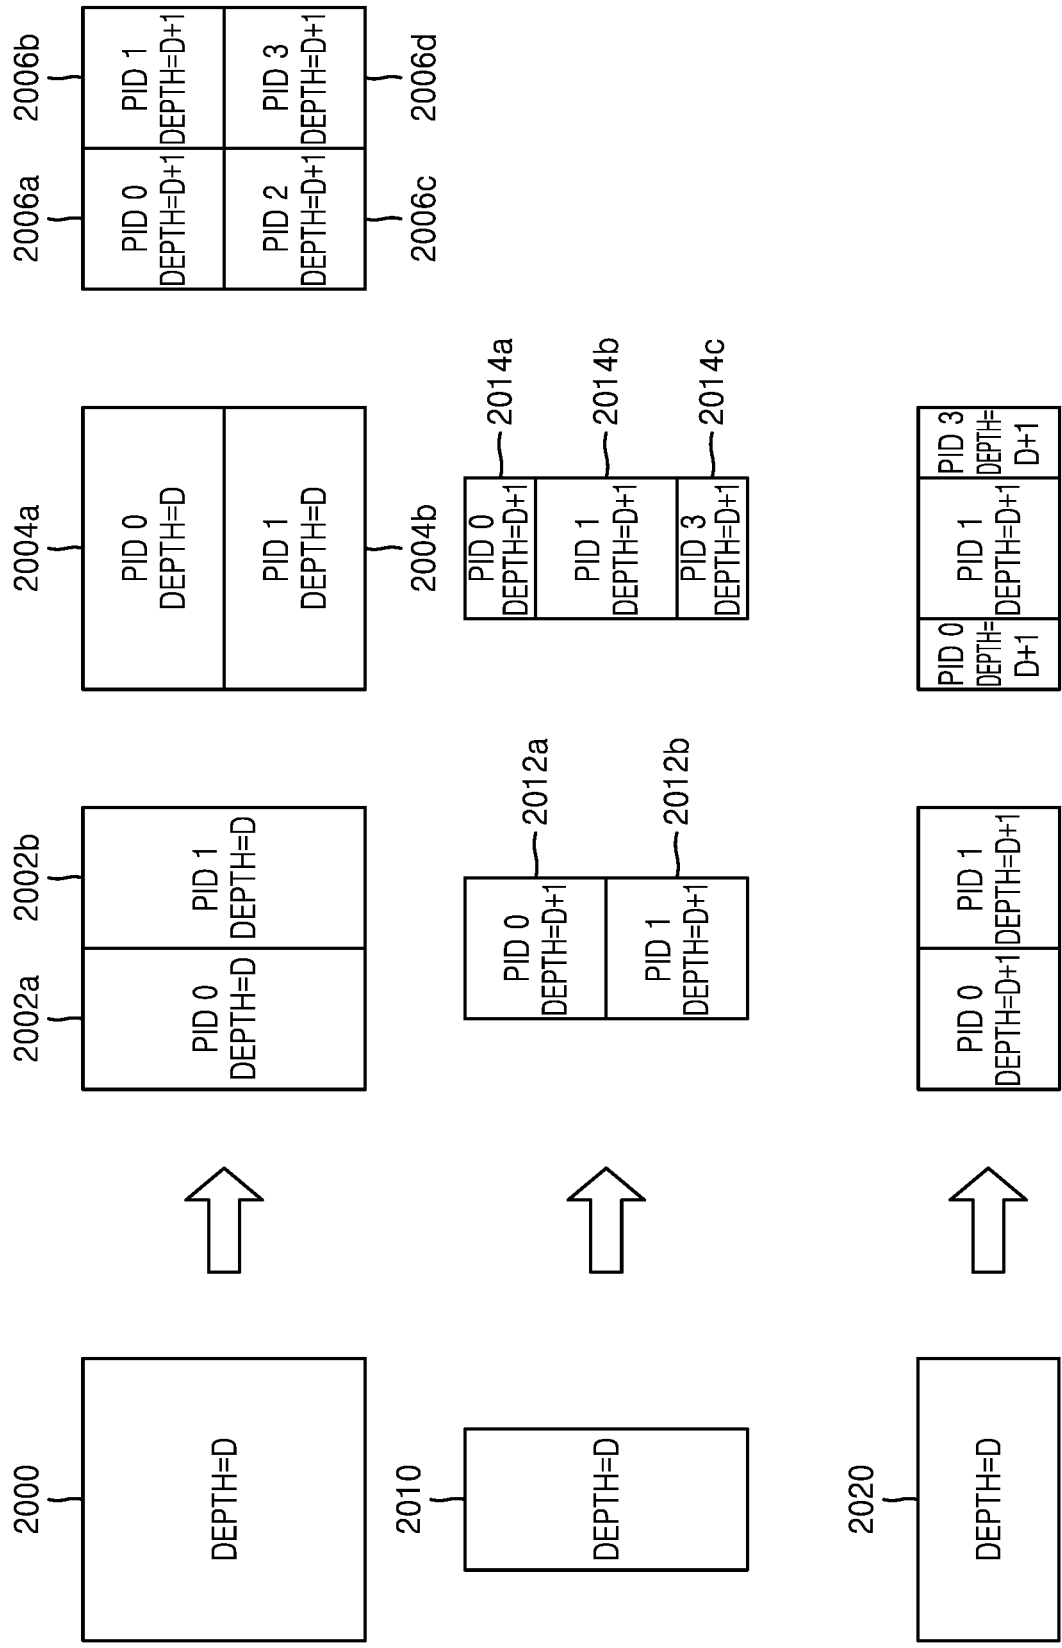 2000
DEPTH=D
2002a
2002b
PID 0
DEPTH=D
PID 1
DEPTH=D
2004a
PID 0
DEPTH=D
PID 1
DEPTH=D
2004b
2006a
2006b
PID 0
DEPTH=D+1
PID 1
DEPTH=D+1
PID 2
DEPTH=D+1
PID 3
DEPTH=D+1
2006c
2006d
2010
DEPTH=D
PID 0
DEPTH=D+1
2012a
PID 1
DEPTH=D+1
2012b
PID 0
DEPTH=D+1
2014a
PID 1
DEPTH=D+1
2014b
PID 3
DEPTH=D+1
2014c
2020
DEPTH=D
PID 0
DEPTH=D+1
PID 1
DEPTH=D+1
PID 0
DEPTH=
D+1
PID 1
DEPTH=D+1
PID 3
DEPTH=
D+1